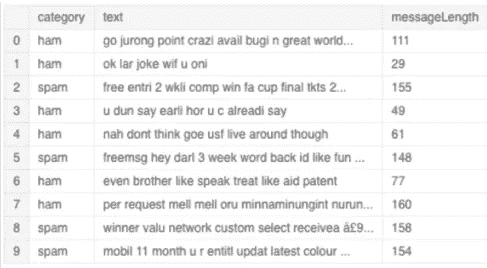 category text messageLength
0 ham go jurong point crazi avail bugi n great world... 111
1 ham ok lar joke wif u oni 29
2 spam free entri 2 wkli comp win fa cup final tkts 2... 155
3 ham u dun say earli hor u c alreadi say 49
4 ham nah dont think goe usf live around though 61
5 spam freemsg hey darl 3 week word back id like fun ... 148
6 ham even brother like speak treat like aid patent 77
7 ham per request mell mell oru minnaminungint nurun... 160
8 spam winner valu network custom select receivea â£9... 158
9 spam mobil 11 month u r entitl updat latest colour ... 154